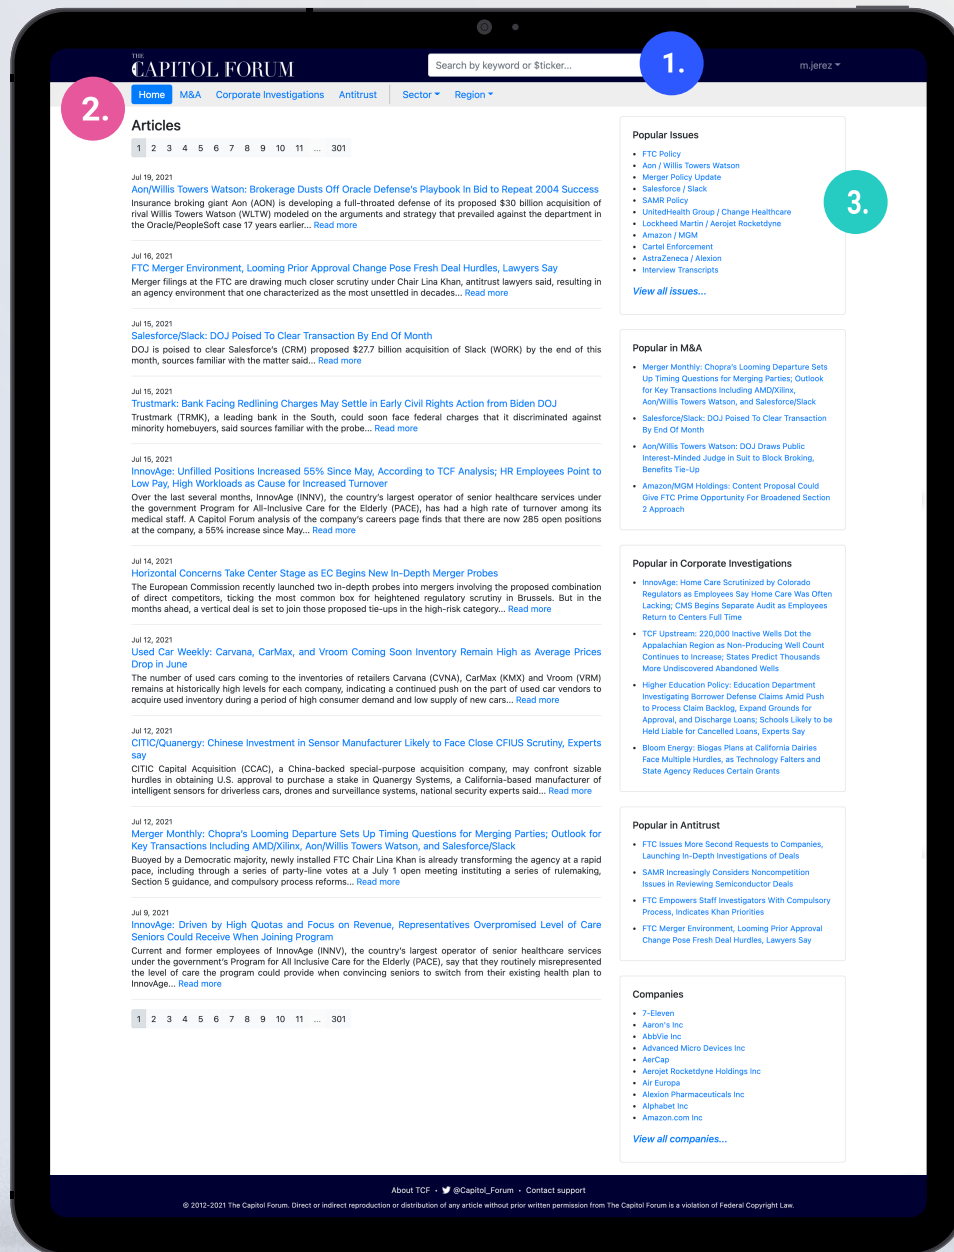 THE
CAPITOL FORUM
Search by keyword or $ticker...
1.
m.jerez
2.
Home M&A Corporate Investigations Antitrust Sector Region
Articles
1 2 3 4 5 6 7 8 9 10 11 ... 301
Jul 19, 2021
Aon/Willis Towers Watson: Brokerage Dusts Off Oracle Defense's Playbook In Bid to Repeat 2004 Success
Insurance broking giant Aon (AON) is developing a full-throated defense of its proposed $30 billion acquisition of
rival Willis Towers Watson (WLTW) modeled on the arguments and strategy that prevailed against the department in
the Oracle/PeopleSoft case 17 years earlier... Read more
Jul 16, 2021
FTC Merger Environment, Looming Prior Approval Change Pose Fresh Deal Hurdles, Lawyers Say
Merger filings at the FTC are drawing much closer scrutiny under Chair Lina Khan, antitrust lawyers said, resulting in
an agency environment that one characterized as the most unsettled in decades... Read more
Jul 15, 2021
Salesforce/Slack: DOJ Poised To Clear Transaction By End Of Month
DOJ is poised to clear Salesforce's (CRM) proposed $27.7 billion acquisition of Slack (WORK) by the end of this
month, sources familiar with the matter said... Read more
Jul 15, 2021
Trustmark: Bank Facing Redlining Charges May Settle in Early Civil Rights Action from Biden DOJ
Trustmark (TRMK), a leading bank in the South, could soon face federal charges that it discriminated against
minority homebuyers, said sources familiar with the probe... Read more
Jul 15, 2021
InnovAge: Unfilled Positions Increased 55% Since May, According to TCF Analysis; HR Employees Point to
Low Pay, High Workloads as Cause for Increased Turnover
Over the last several months, InnovAge (INNV), the country's largest operator of senior healthcare services under
the government Program for All-Inclusive Care for the Elderly (PACE), has had a high rate of turnover among its
medical staff. A Capitol Forum analysis of the company's careers page finds that there are now 285 open positions
at the company, a 55% increase since May... Read more
Jul 14, 2021
Horizontal Concerns Take Center Stage as EC Begins New In-Depth Merger Probes
The European Commission recently launched two in-depth probes into mergers involving the proposed combination
of direct competitors, ticking the most common box for heightened regulatory scrutiny in Brussels. But in the
months ahead, a vertical deal is set to join those proposed tie-ups in the high-risk category... Read more
Jul 12, 2021
Used Car Weekly: Carvana, CarMax, and Vroom Coming Soon Inventory Remain High as Average Prices
Drop in June
The number of used cars coming to the inventories of retailers Carvana (CVNA), CarMax (KMX) and Vroom (VRM)
remains at historically high levels for each company, indicating a continued push on the part of used car vendors to
acquire used inventory during a period of high consumer demand and low supply of new cars... Read more
Jul 12, 2021
CITIC/Quanergy: Chinese Investment in Sensor Manufacturer Likely to Face Close CFIUS Scrutiny, Experts
say
CITIC Capital Acquisition (CCAC), a China-backed special-purpose acquisition company, may confront sizable
hurdles in obtaining U.S. approval to purchase a stake in Quanergy Systems, a California-based manufacturer of
intelligent sensors for driverless cars, drones and surveillance systems, national security experts said... Read more
Jul 12, 2021
Merger Monthly: Chopra's Looming Departure Sets Up Timing Questions for Merging Parties; Outlook for
Key Transactions Including AMD/Xilinx, Aon/Willis Towers Watson, and Salesforce/Slack
Buoyed by a Democratic majority, newly installed FTC Chair Lina Khan is already transforming the agency at a rapid
pace, including through a series of party-line votes at a July 1 open meeting instituting a series of rulemaking,
Section 5 guidance, and compulsory process reforms... Read more
Jul 9, 2021
InnovAge: Driven by High Quotas and Focus on Revenue, Representatives Overpromised Level of Care
Seniors Could Receive When Joining Program
Current and former employees of InnovAge (INNV), the country's largest operator of senior healthcare services
under the government's Program for All Inclusive Care for the Elderly (PACE), say that they routinely misrepresented
the level of care the program could provide when convincing seniors to switch from their existing health plan to
InnovAge... Read more
1 2 3 4 5 6 7 8 9 10 11 ... 301
Popular Issues
FTC Policy
Aon / Willis Towers Watson
Merger Policy Update
Salesforce / Slack
SAMR Policy
UnitedHealth Group / Change Healthcare
Lockheed Martin / Aerojet Rocketdyne
Amazon / MGM
Cartel Enforcement
AstraZeneca / Alexion
Interview Transcripts
View all issues...
3.
Popular in M&A
Merger Monthly: Chopra's Looming Departure Sets
Up Timing Questions for Merging Parties; Outlook
for Key Transactions Including AMD/Xilinx,
Aon/Willis Towers Watson, and Salesforce/Slack
Salesforce/Slack: DOJ Poised To Clear Transaction
By End Of Month
Aon/Willis Towers Watson: DOJ Draws Public
Interest-Minded Judge in Suit to Block Broking,
Benefits Tie-Up
Amazon/MGM Holdings: Content Proposal Could
Give FTC Prime Opportunity For Broadened Section
2 Approach
Popular in Corporate Investigations
InnovAge: Home Care Scrutinized by Colorado
Regulators as Employees Say Home Care Was Often
Lacking; CMS Begins Separate Audit as Employees
Return to Centers Full Time
TCF Upstream: 220,000 Inactive Wells Dot the
Appalachian Region as Non-Producing Well Count
Continues to Increase; States Predict Thousands
More Undiscovered Abandoned Wells
Higher Education Policy: Education Department
Investigating Borrower Defense Claims Amid Push
to Process Claim Backlog, Expand Grounds for
Approval, and Discharge Loans; Schools Likely to be
Held Liable for Cancelled Loans, Experts Say
Bloom Energy: Biogas Plans at California Dairies
Face Multiple Hurdles, as Technology Falters and
State Agency Reduces Certain Grants
Popular in Antitrust
FTC Issues More Second Requests to Companies,
Launching In-Depth Investigations of Deals
SAMR Increasingly Considers Noncompetition
Issues in Reviewing Semiconductor Deals
FTC Empowers Staff Investigators With Compulsory
Process, Indicates Khan Priorities
FTC Merger Environment, Looming Prior Approval
Change Pose Fresh Deal Hurdles, Lawyers Say
Companies
7-Eleven
Aaron's Inc
AbbVie Inc
Advanced Micro Devices Inc
AerCap
Aerojet Rocketdyne Holdings Inc
Air Europa
Alexion Pharmaceuticals Inc
Alphabet Inc
Amazon.com Inc
View all companies...
About TCF • @Capitol_Forum • Contact support
© 2012-2021 The Capitol Forum. Direct or indirect reproduction or distribution of any article without prior written permission from The Capitol Forum is a violation of Federal Copyright Law.